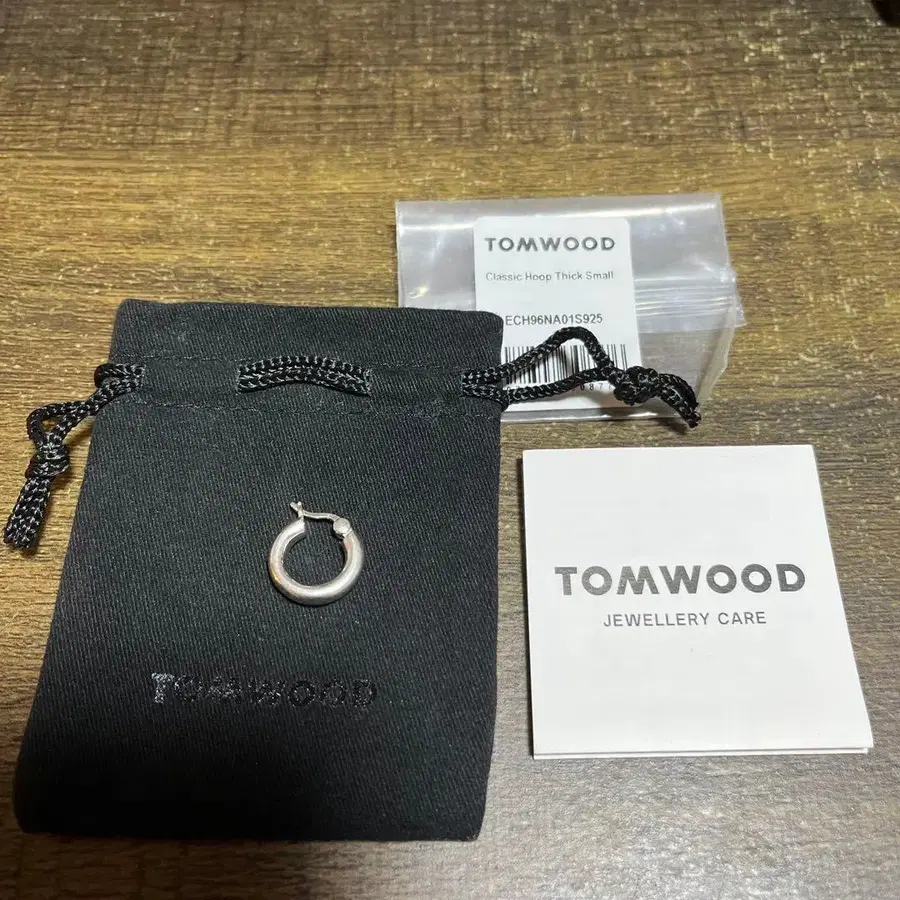 TOMWOOD
Classic Hoop Thick Small
ECH96NA01S925
TOMWOOD
JEWELLERY CARE
TOMWOOD